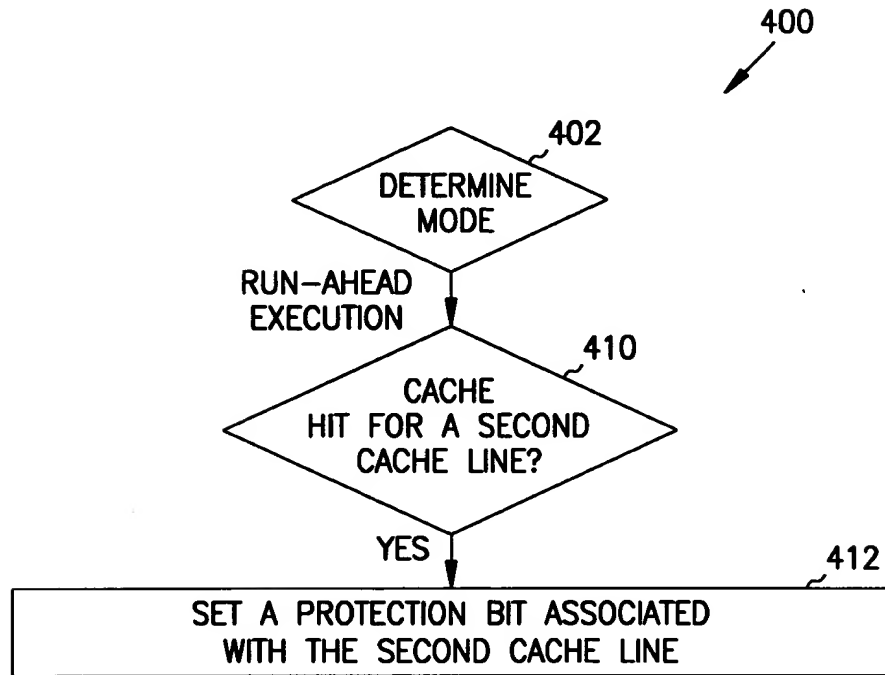 400
402
DETERMINE
MODE
RUN-AHEAD
EXECUTION
410
CACHE
HIT FOR A SECOND
CACHE LINE?
YES
412
SET A PROTECTION BIT ASSOCIATED
WITH THE SECOND CACHE LINE